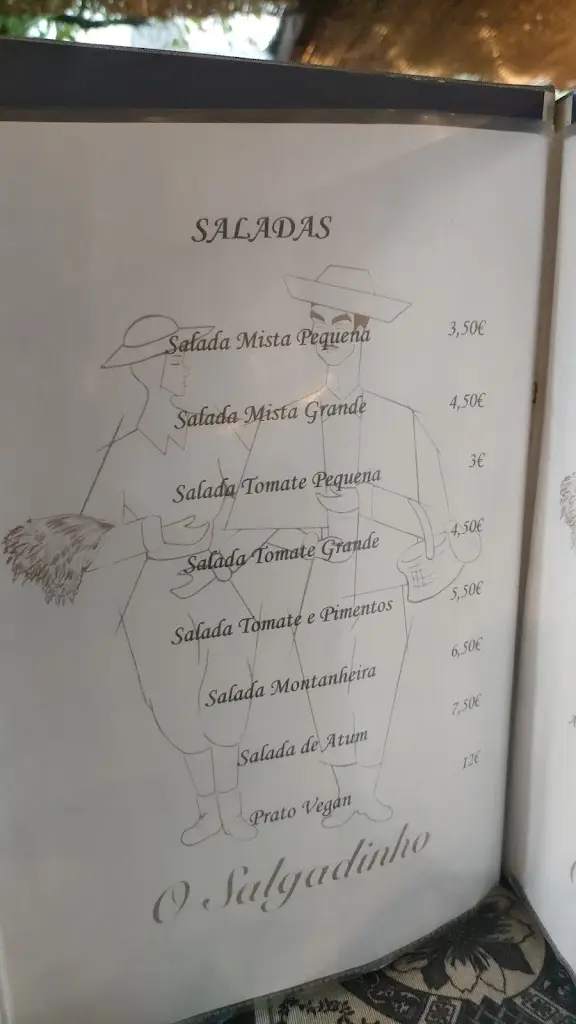 SALADAS
Salada Mista Pequena 3,50€
Salada Mista Grande 4,50€
Salada Tomate Pequena 3€
Salada Tomate Grande 4,50€
Salada Tomate e Pimentos 5,50€
Salada Montanheira 6,50€
Salada de Atum 7,50€
Prato Vegan 12€
O Salgadinho